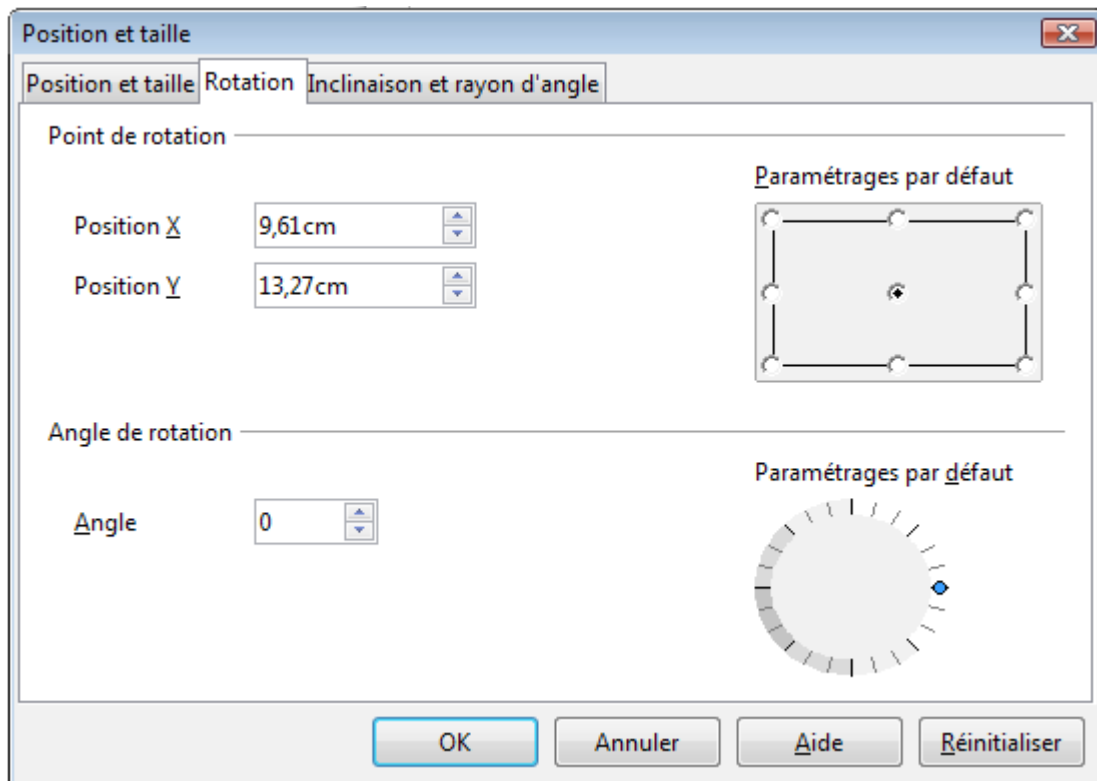 Position et taille
Position et taille Rotation Inclinaison et rayon d'angle
Point de rotation
Paramétrages par défaut
Position X 9,61cm
Position Y 13,27cm
Angle de rotation
Paramétrages par défaut
Angle 0
OK Annuler Aide Réinitialiser